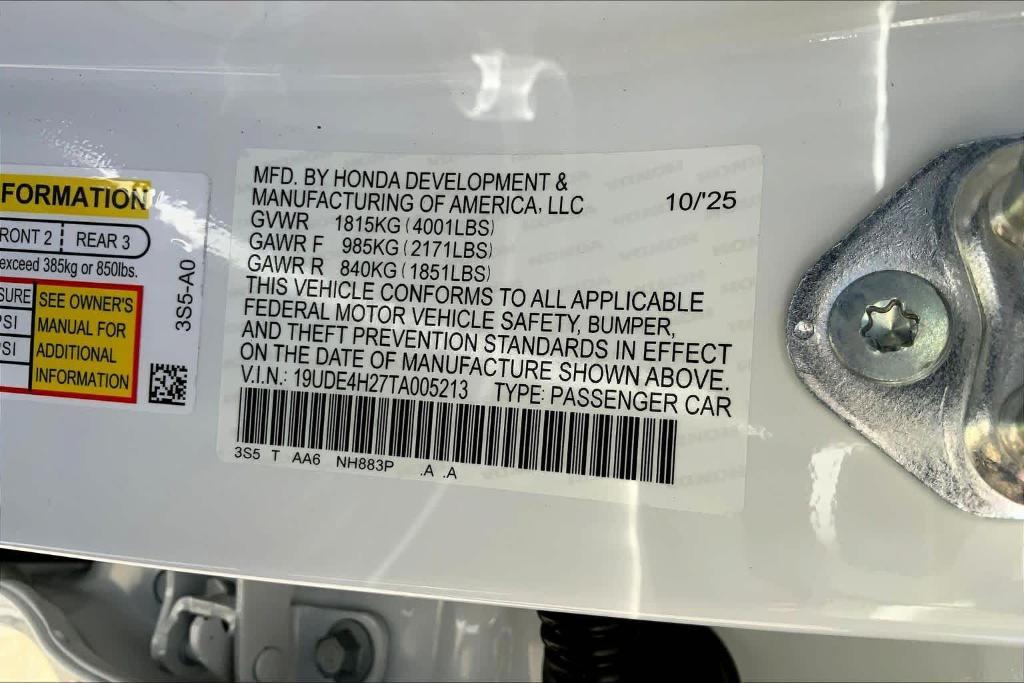 FORMATION
RONT 2 REAR 3
exceed 385kg or 850lbs.
SURE
PSI
PSI
SEE OWNER'S
MANUAL FOR
ADDITIONAL
INFORMATION
3S5-A0
MFD. BY HONDA DEVELOPMENT &
MANUFACTURING OF AMERICA, LLC 10/'25
GVWR 1815KG (4001LBS)
GAWR F 985KG (2171LBS)
GAWR R 840KG (1851LBS)
THIS VEHICLE CONFORMS TO ALL APPLICABLE
FEDERAL MOTOR VEHICLE SAFETY, BUMPER,
AND THEFT PREVENTION STANDARDS IN EFFECT
ON THE DATE OF MANUFACTURE SHOWN ABOVE.
V.I.N.: 19UDE4H27TA005213 TYPE: PASSENGER CAR
3S5 T AA6 NH883P .A .A